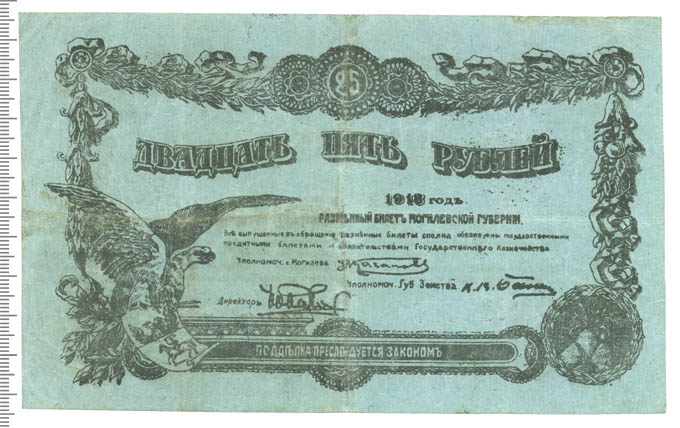 25
ДВАДЦАТЬ ПЯТЬ РУБЛЕЙ
1918 годъ
РАЗМѢННЫЙ БИЛЕТЪ МОГИЛЕВСКОЙ ГУБЕРНІИ.
Всѣ выпущенные въ обращеніе размѣнные билеты сполна обезпечены государственными
кредитными билетами и обязательствами Государственнаго Казначейства
Уполномоч. г. Могилева
Уполномоч. Губ. Земства
Директоръ
ПОДДѢЛКА ПРЕСЛѢДУЕТСЯ ЗАКОНОМЪ